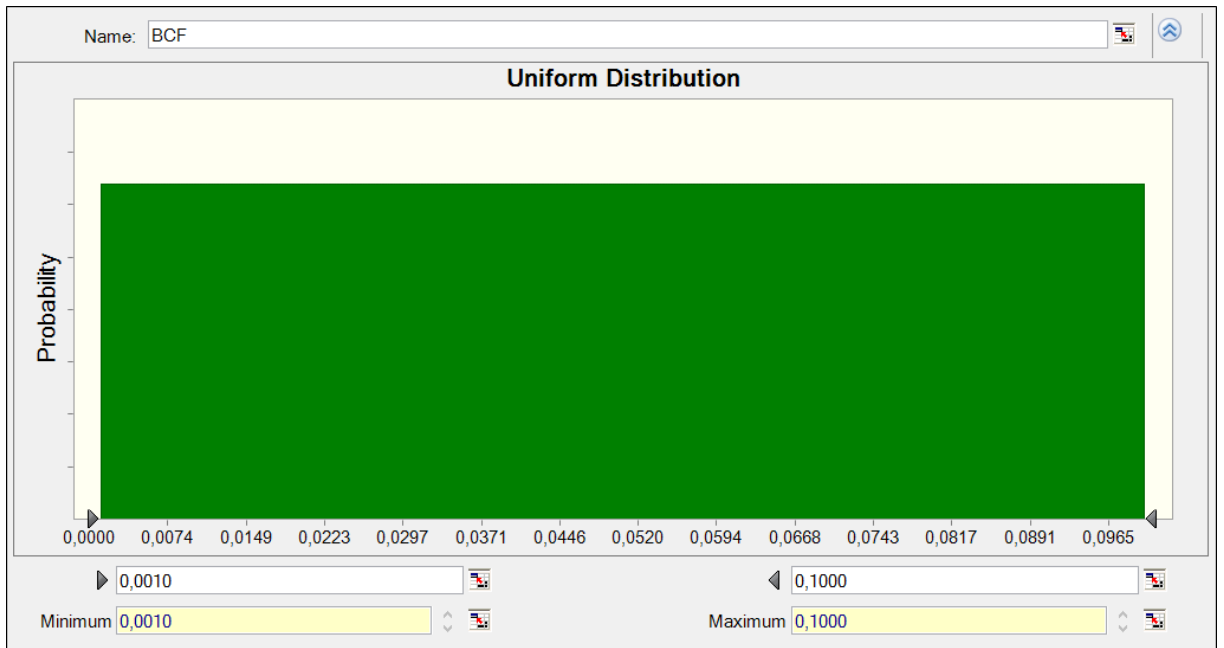 Name: BCF
Uniform Distribution
Probability
0,0000 0,0074 0,0149 0,0223 0,0297 0,0371 0,0446 0,0520 0,0594 0,0668 0,0743 0,0817 0,0891 0,0965
0,0010 0,1000
Minimum 0,0010 Maximum 0,1000